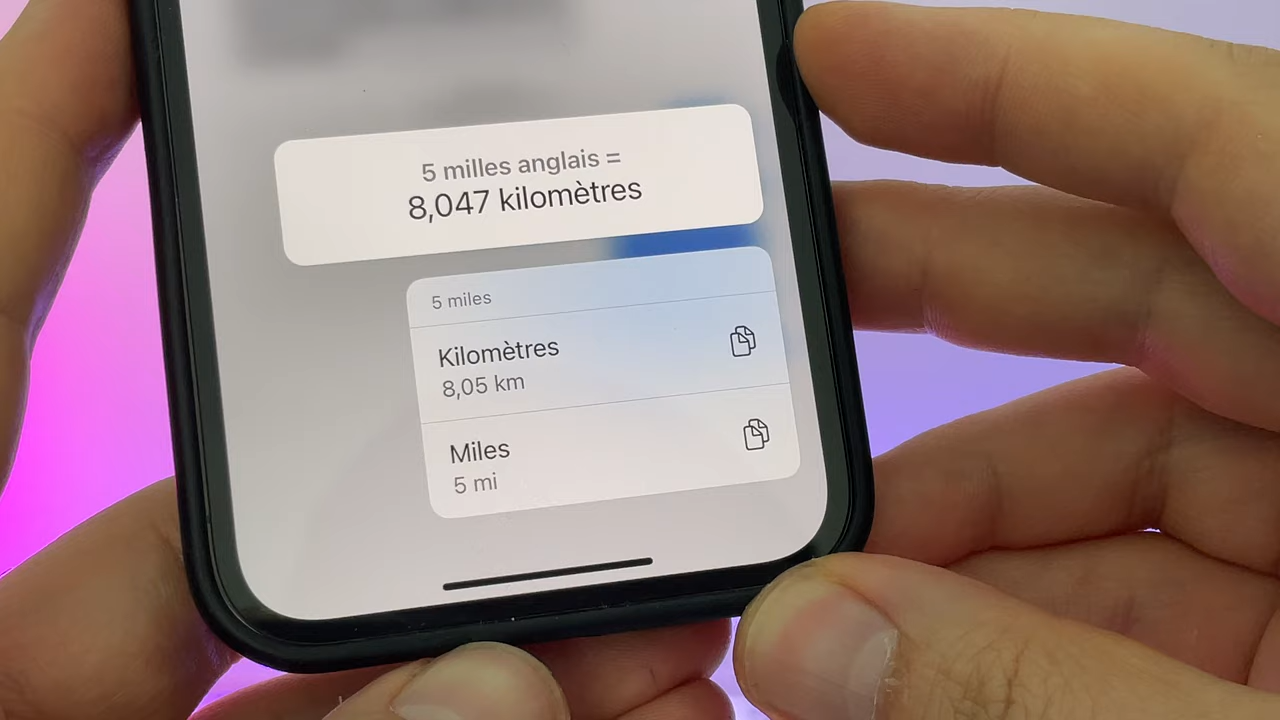 5 milles anglais =
8,047 kilomètres
5 miles
Kilomètres
8,05 km
Miles
5 mi